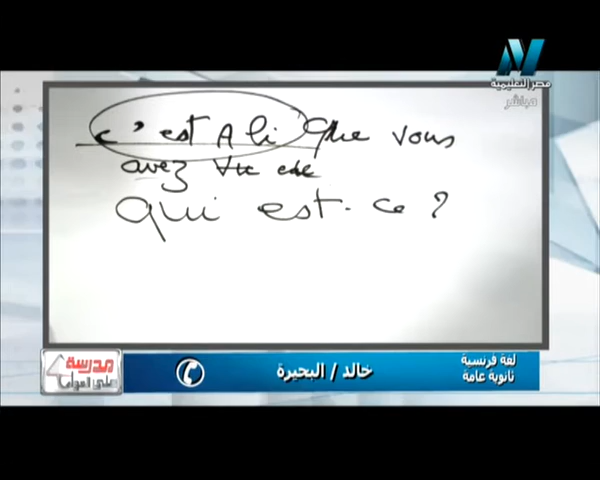 مصر التعليمية
مباشر
c'est Ali que vous
avez vu
qui est-ce ?
لغة فرنسية
ثانوية عامة
خالد / البحيرة
مدرسة
على الهواء